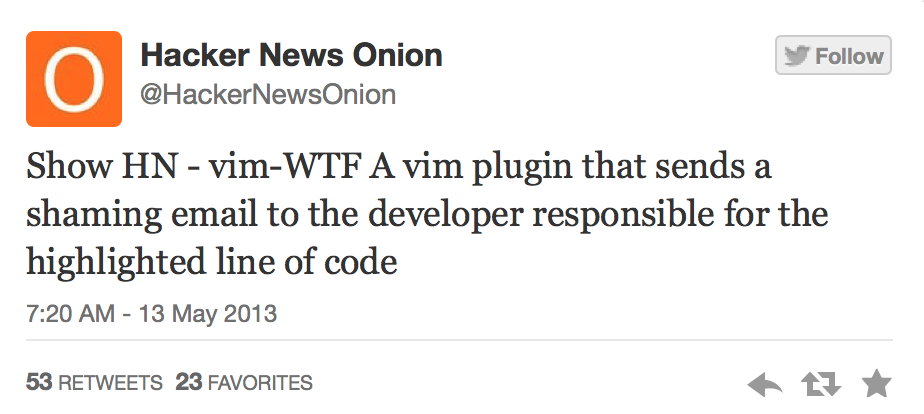 O
Hacker News Onion
Follow
@HackerNewsOnion
Show HN - vim-WTF A vim plugin that sends a
shaming email to the developer responsible for the
highlighted line of code
7:20 AM - 13 May 2013
53 RETWEETS 23 FAVORITES